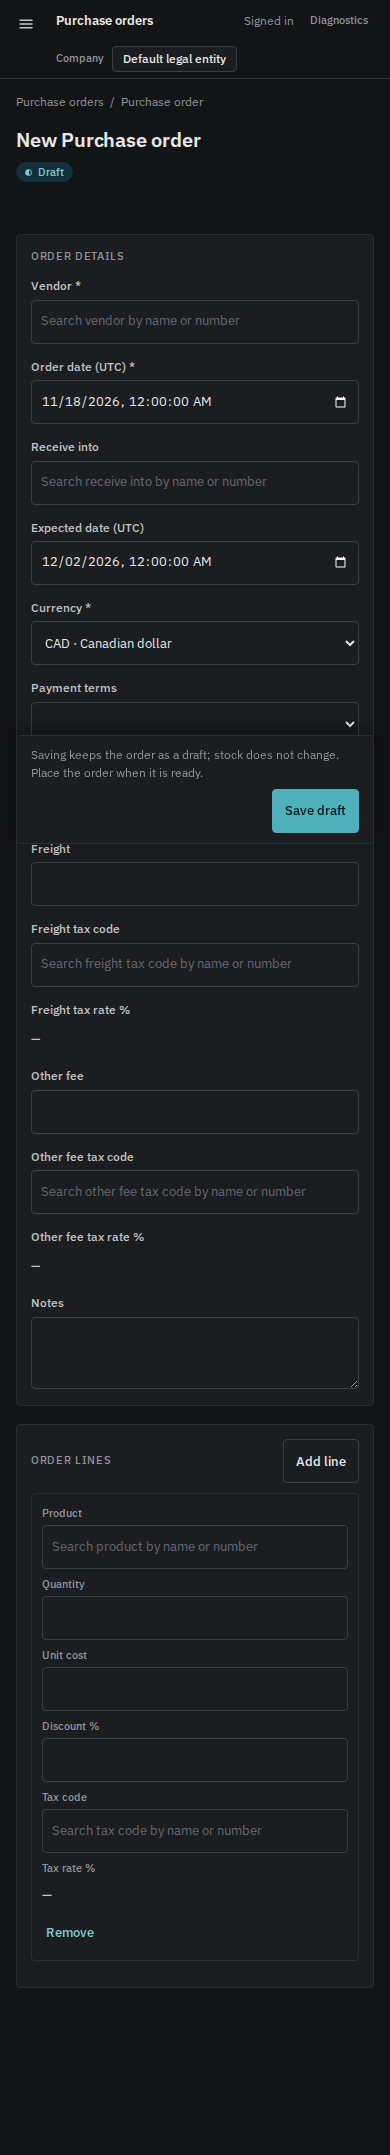 Purchase orders
Signed in
Diagnostics
Company
Default legal entity
Purchase orders / Purchase order
New Purchase order
Draft
ORDER DETAILS
Vendor *
Search vendor by name or number
Order date (UTC) *
11/18/2026, 12:00:00 AM
Receive into
Search receive into by name or number
Expected date (UTC)
12/02/2026, 12:00:00 AM
Currency *
CAD · Canadian dollar
Payment terms
Saving keeps the order as a draft; stock does not change.
Place the order when it is ready.
Save draft
Freight
Freight tax code
Search freight tax code by name or number
Freight tax rate %
—
Other fee
Other fee tax code
Search other fee tax code by name or number
Other fee tax rate %
—
Notes
ORDER LINES
Add line
Product
Search product by name or number
Quantity
Unit cost
Discount %
Tax code
Search tax code by name or number
Tax rate %
—
Remove